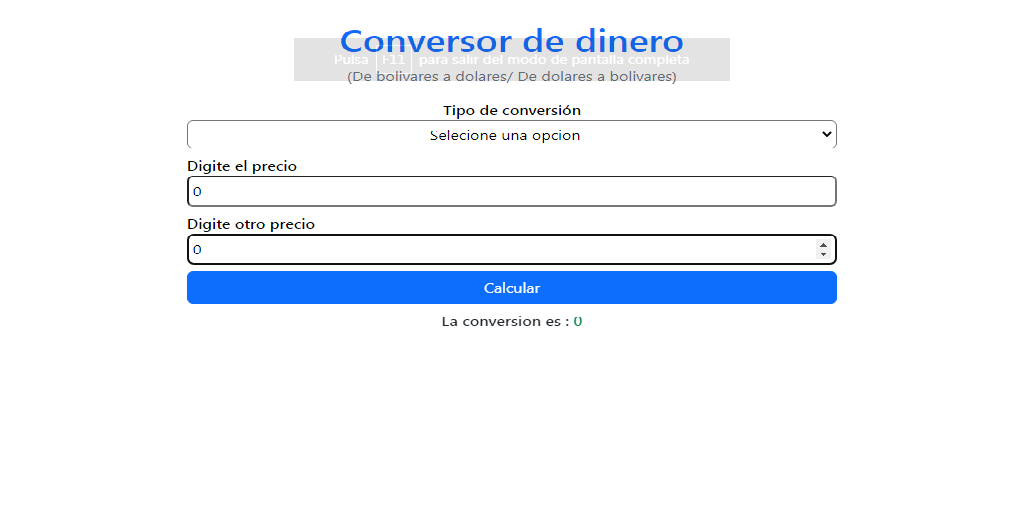 Conversor de dinero
Pulsa F11 para salir del modo de pantalla completa
(De bolivares a dolares/ De dolares a bolivares)
Tipo de conversión
Selecione una opcion
Digite el precio
0
Digite otro precio
0
Calcular
La conversion es : 0